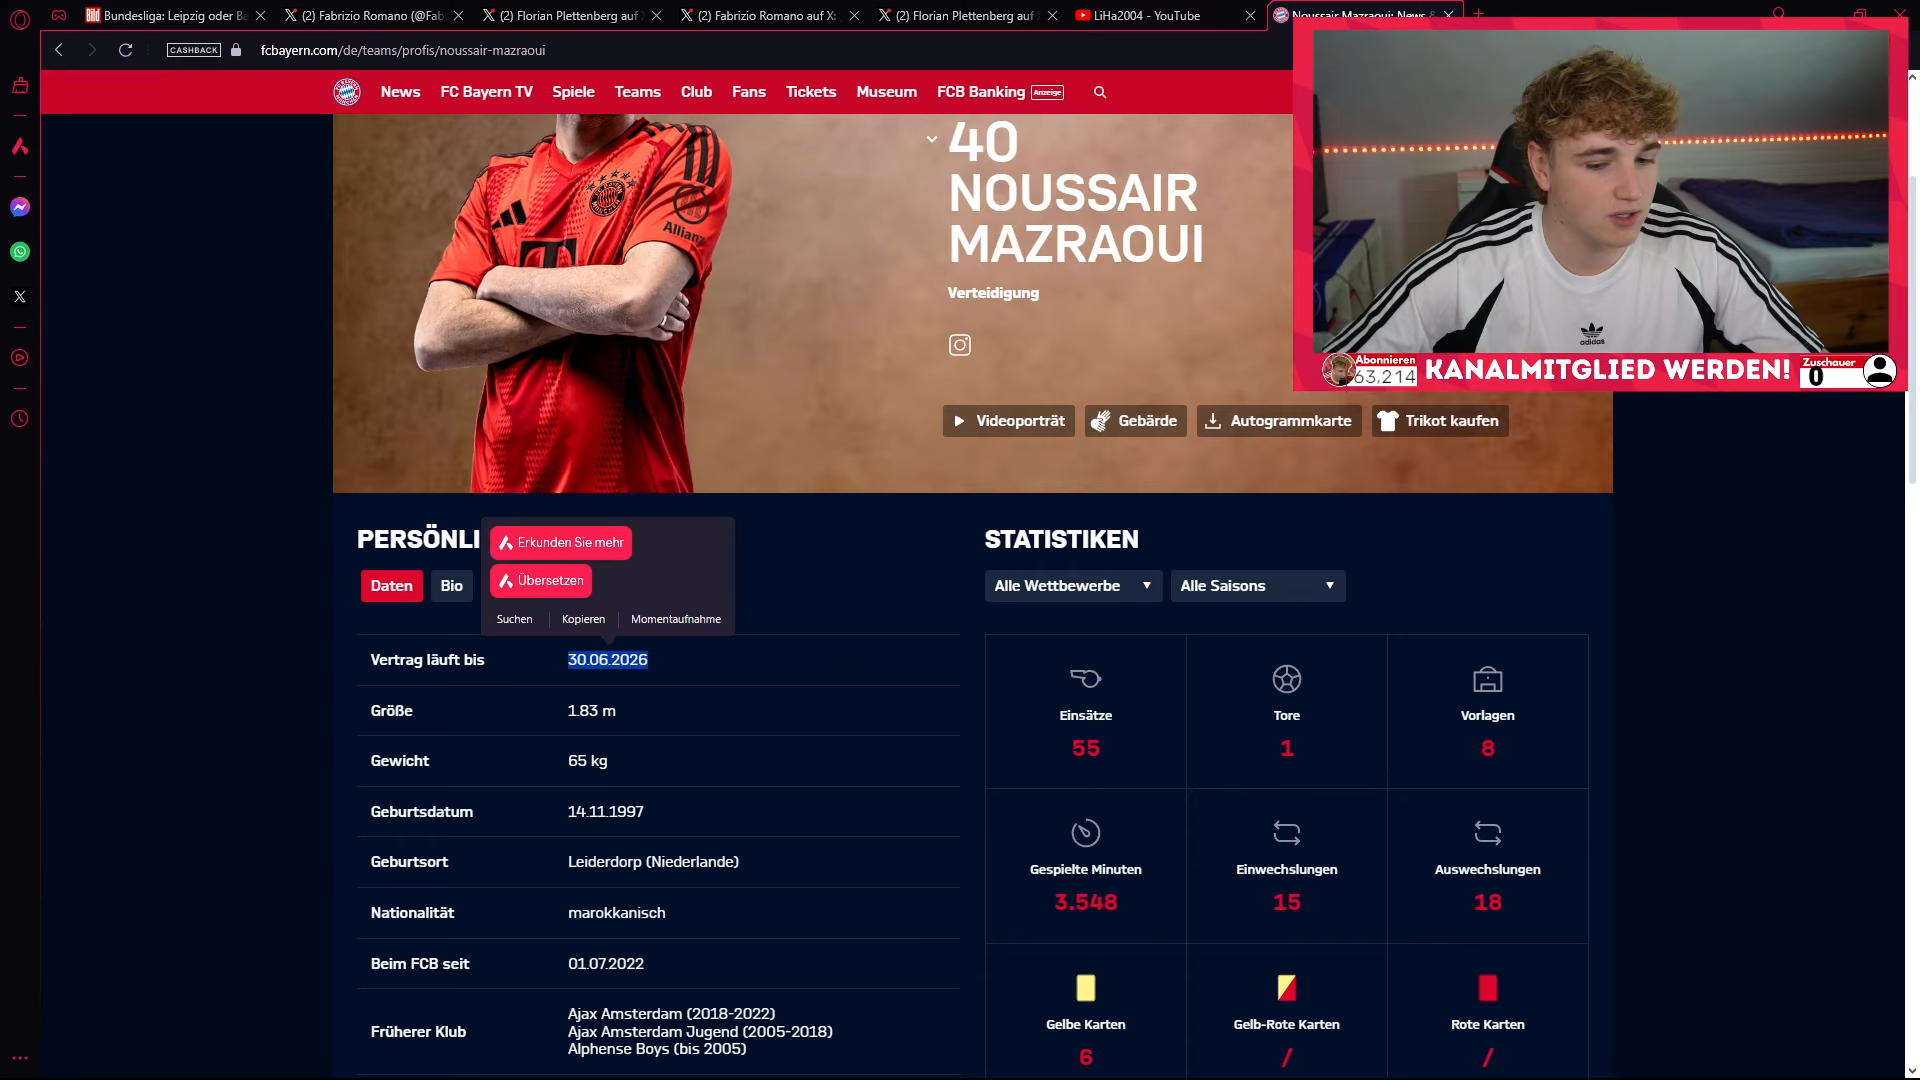 Bundesliga: Leipzig oder Ba
(2) Fabrizio Romano (@Fab
(2) Florian Plettenberg auf
(2) Fabrizio Romano auf X:
(2) Florian Plettenberg auf
LiHa2004 - YouTube
Noussair Mazraoui: News &
CASHBACK
fcbayern.com/de/teams/profis/noussair-mazraoui
News
FC Bayern TV
Spiele
Teams
Club
Fans
Tickets
Museum
FCB Banking
Anzeige
40
NOUSSAIR
MAZRAOUI
Verteidigung
Allianz
adidas
Abonnieren
63,214
KANALMITGLIED WERDEN!
Zuschauer
0
Videoporträt
Gebärde
Autogrammkarte
Trikot kaufen
PERSÖNLI
Erkunden Sie mehr
Übersetzen
Suchen
Kopieren
Momentaufnahme
Daten
Bio
Vertrag läuft bis 30.06.2026
Größe 1.83 m
Gewicht 65 kg
Geburtsdatum 14.11.1997
Geburtsort Leiderdorp (Niederlande)
Nationalität marokkanisch
Beim FCB seit 01.07.2022
Früherer Klub
Ajax Amsterdam (2018-2022)
Ajax Amsterdam Jugend (2005-2018)
Alphense Boys (bis 2005)
STATISTIKEN
Alle Wettbewerbe
Alle Saisons
Einsätze
55
Tore
1
Vorlagen
8
Gespielte Minuten
3.548
Einwechslungen
15
Auswechslungen
18
Gelbe Karten
6
Gelb-Rote Karten
/
Rote Karten
/